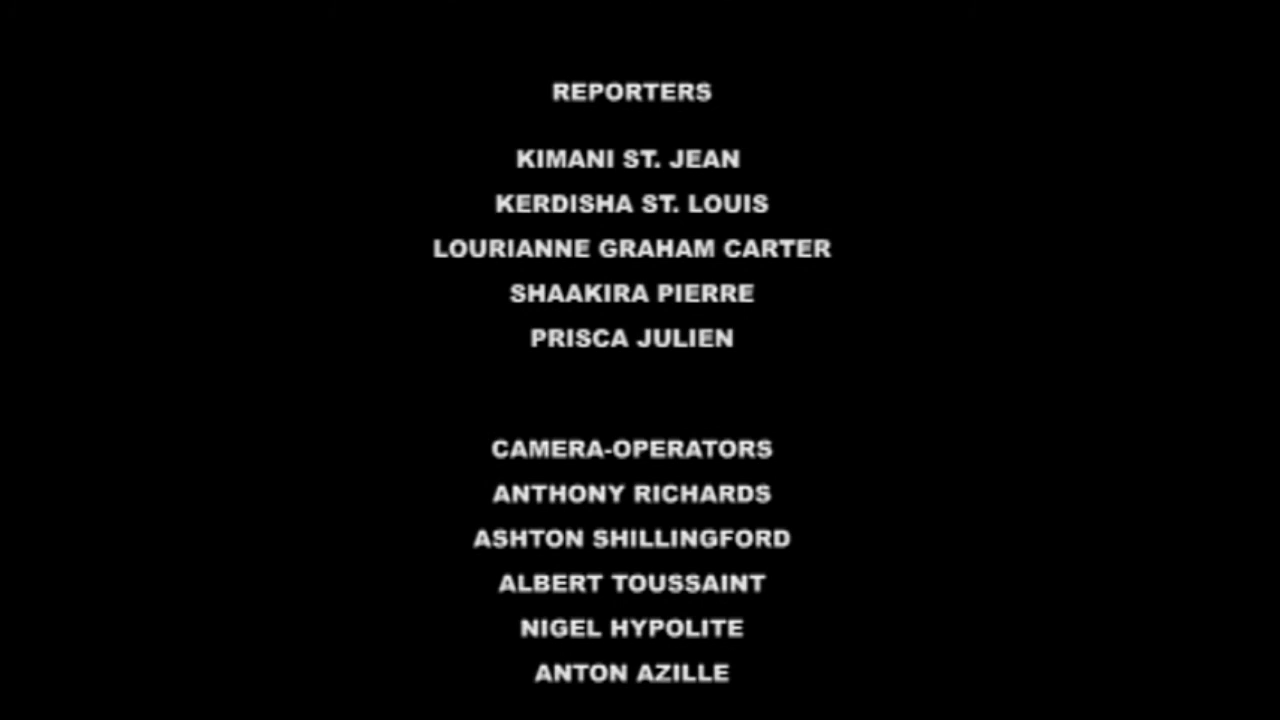 REPORTERS
KIMANI ST. JEAN
KERDISHA ST. LOUIS
LOURIANNE GRAHAM CARTER
SHAAKIRA PIERRE
PRISCA JULIEN
CAMERA-OPERATORS
ANTHONY RICHARDS
ASHTON SHILLINGFORD
ALBERT TOUSSAINT
NIGEL HYPOLITE
ANTON AZILLE